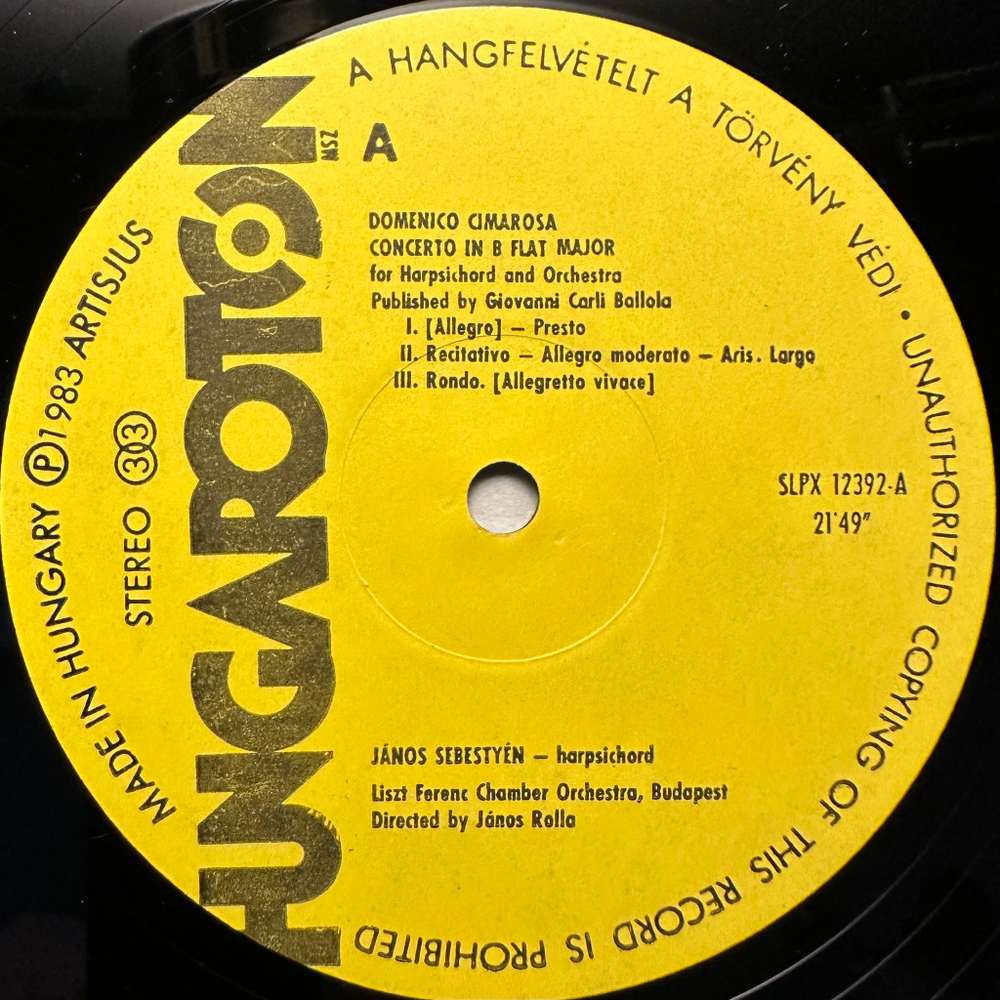 A HANGFELVÉTELT A TÖRVÉNY VÉDI • UNAUTHORIZED COPYING OF THIS RECORD IS PROHIBITED
MADE IN HUNGARY Ⓟ 1983 ARTISJUS
STEREO 33
HUNGAROTON
MSZ
A
DOMENICO CIMAROSA
CONCERTO IN B FLAT MAJOR
for Harpsichord and Orchestra
Published by Giovanni Carli Ballola
I. [Allegro] — Presto
II. Recitativo — Allegro moderato — Aris. Largo
III. Rondo. [Allegretto vivace]
SLPX 12392-A
21'49"
JÁNOS SEBESTYÉN — harpsichord
Liszt Ferenc Chamber Orchestra, Budapest
Directed by János Rolla